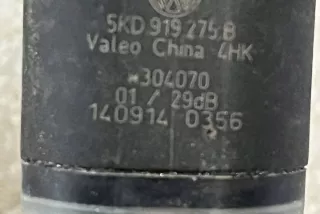 5KD 919 275 B
Valeo China 4HK
*304070
01 / 29dB
140914 0356